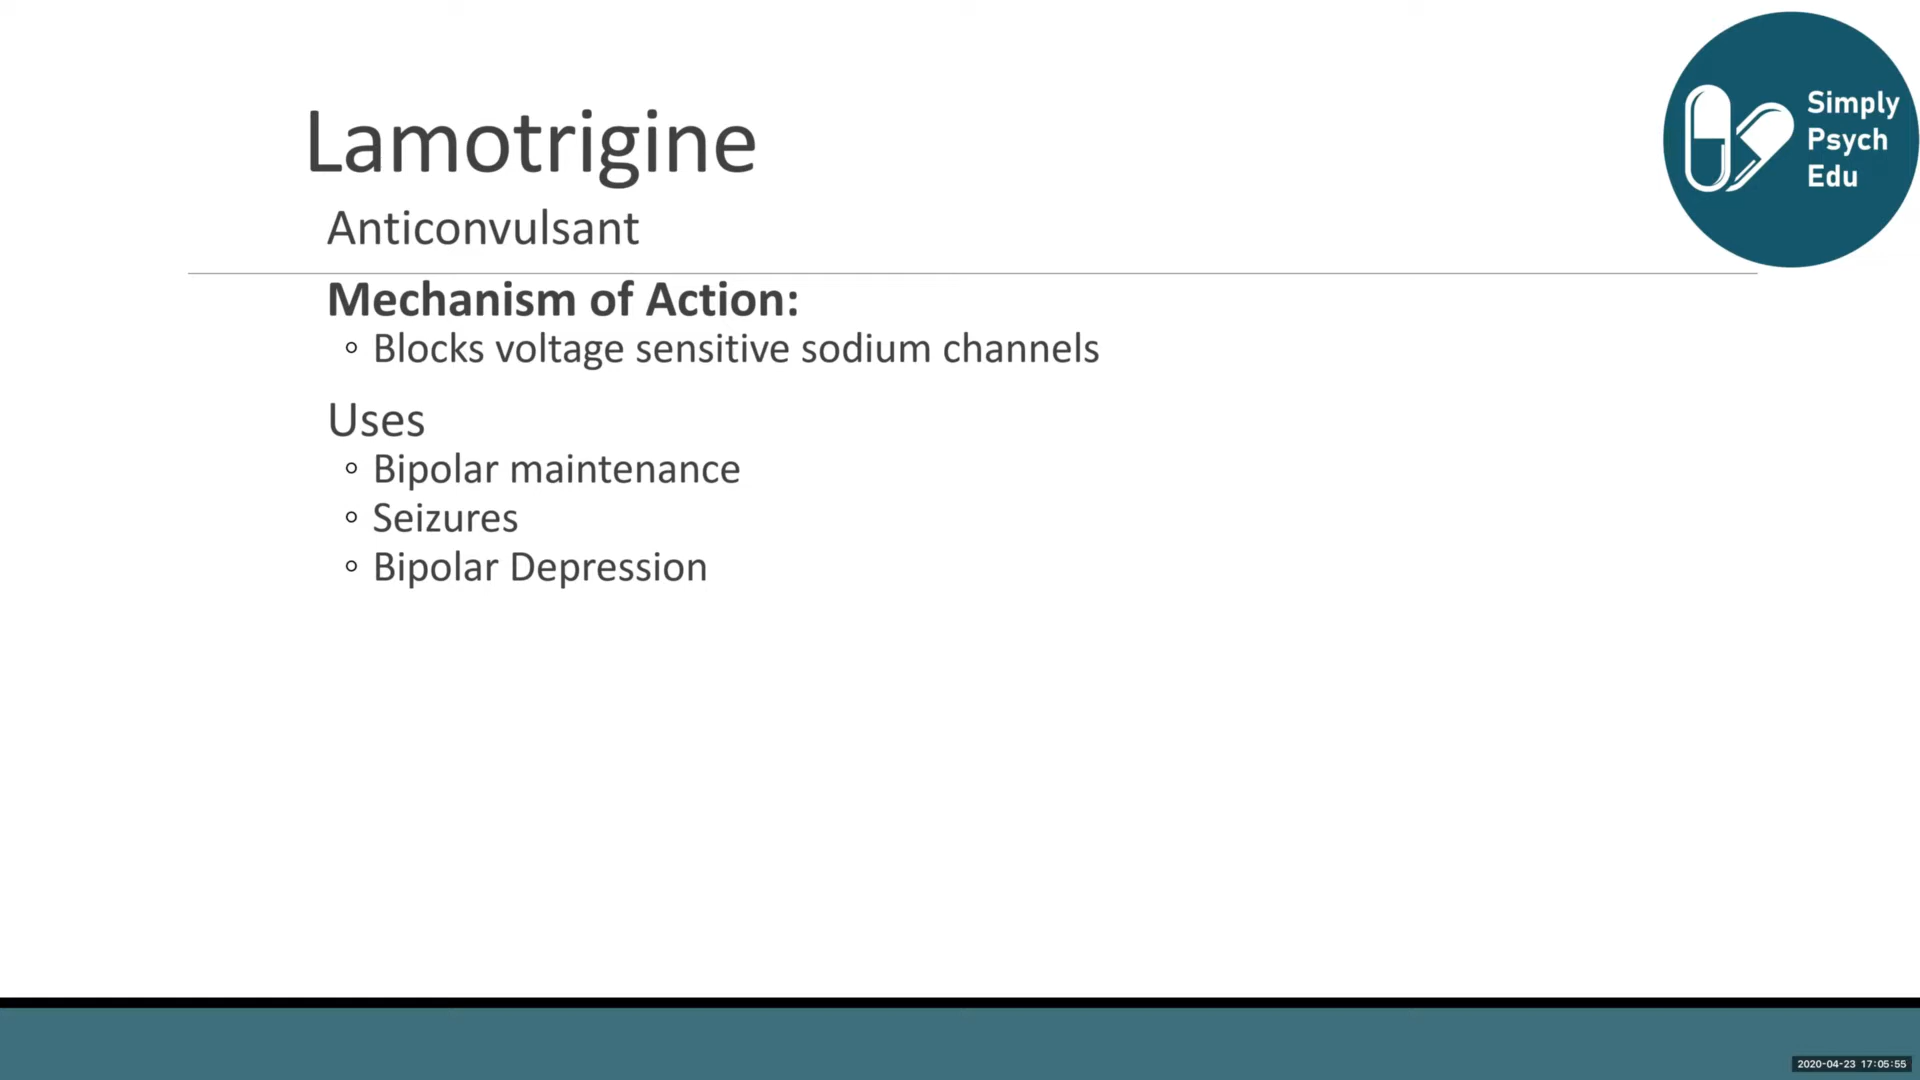 Lamotrigine
Simply
Psych
Edu
Anticonvulsant
Mechanism of Action:
◦ Blocks voltage sensitive sodium channels
Uses
◦ Bipolar maintenance
◦ Seizures
◦ Bipolar Depression
2020-04-23 17:05:55